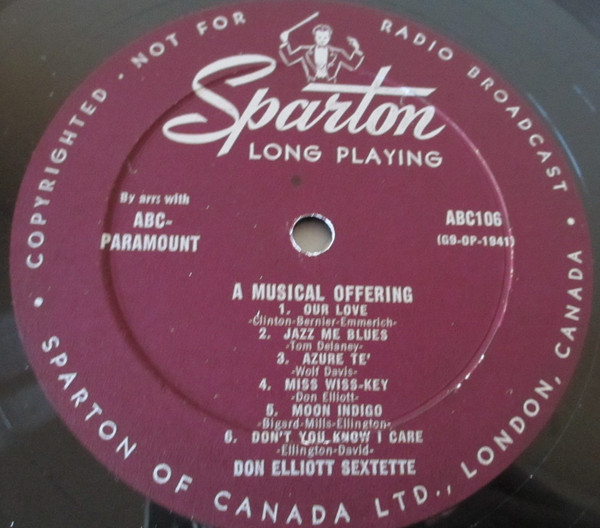 COPYRIGHTED · NOT FOR RADIO BROADCAST
Sparton
LONG PLAYING
By arrs with
ABC-
PARAMOUNT
ABC106
(G9-OP-1941)
A MUSICAL OFFERING
1. OUR LOVE
-Clinton-Bernier-Emmerich-
2. JAZZ ME BLUES
-Tom Delaney-
3. AZURE TE'
-Wolf Davis-
4. MISS WISS-KEY
-Don Elliott-
5. MOON INDIGO
-Bigard-Mills-Ellington-
6. DON'T YOU KNOW I CARE
-Ellington-David-
DON ELLIOTT SEXTETTE
· SPARTON OF CANADA LTD., LONDON, CANADA ·